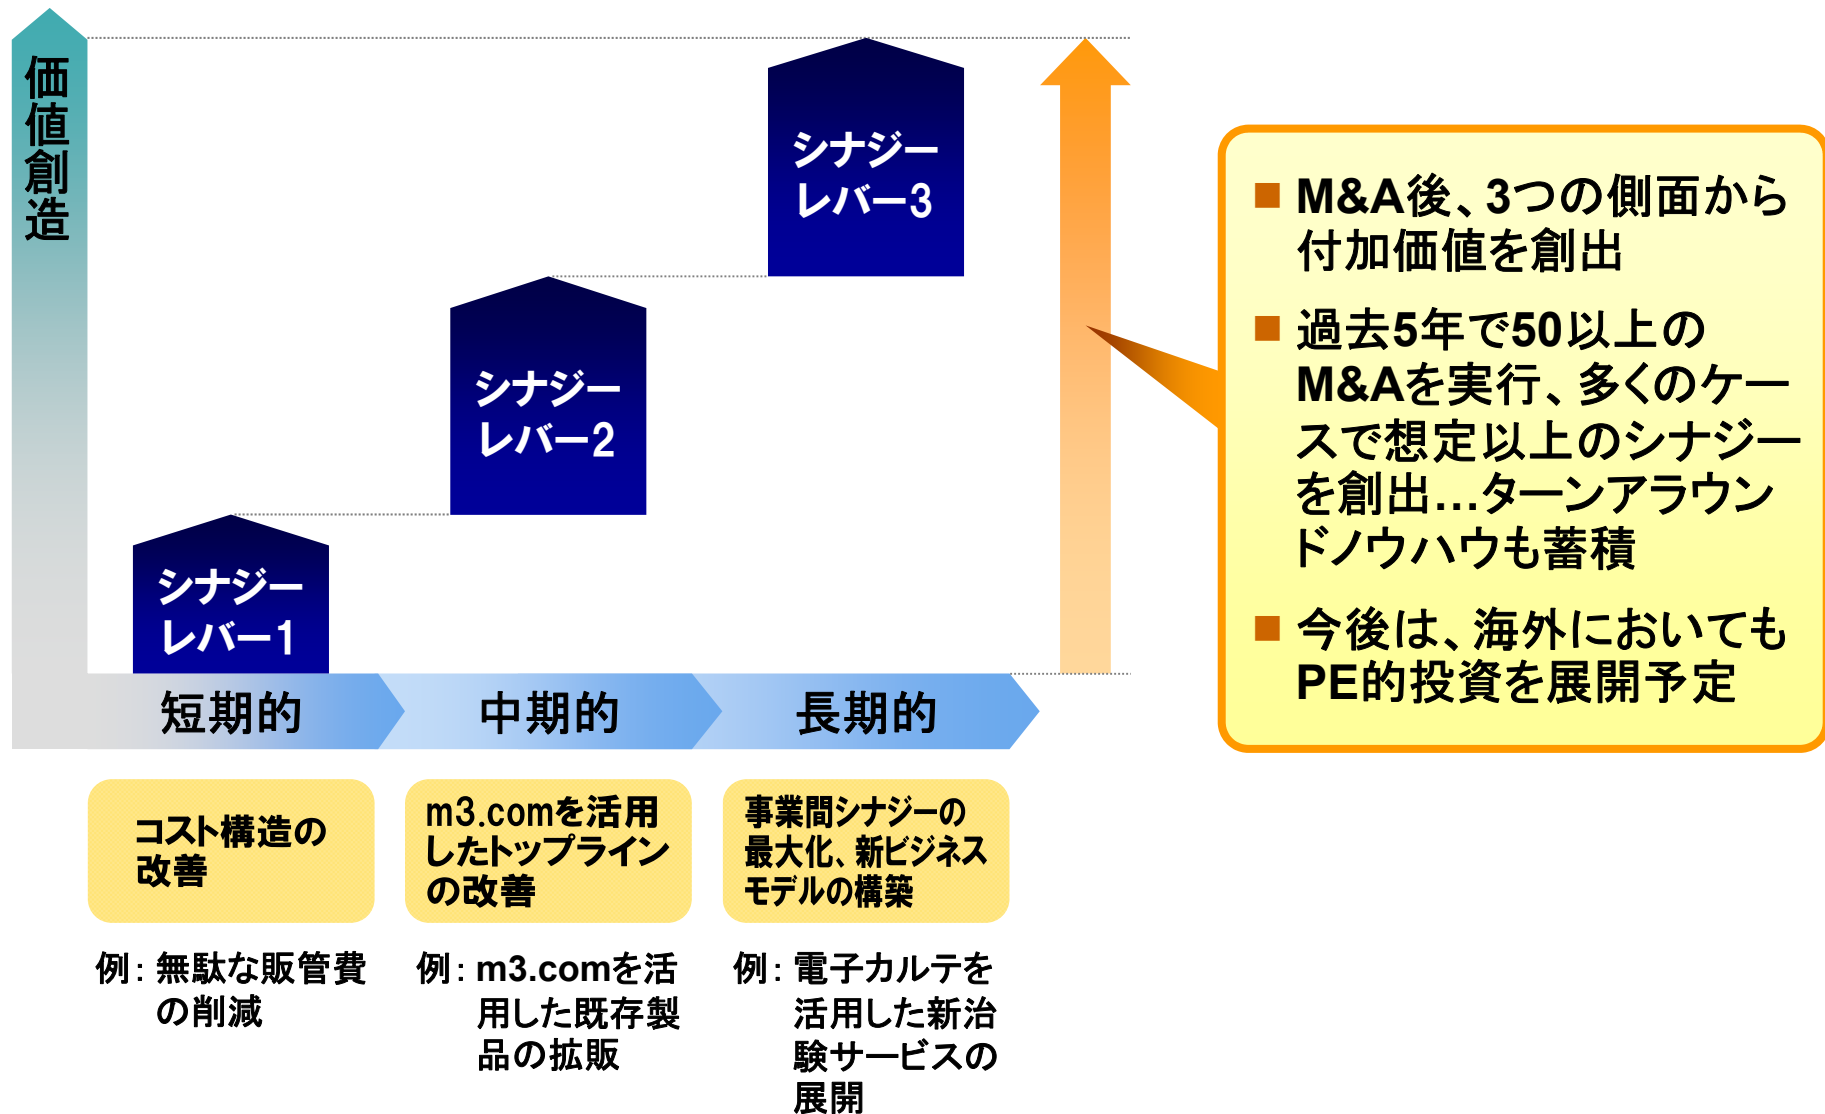 価値創造
シナジー
レバー3
シナジー
レバー2
シナジー
レバー1
短期的
中期的
長期的
コスト構造の
改善
m3.comを活用
したトップライン
の改善
事業間シナジーの
最大化、新ビジネス
モデルの構築
例：無駄な販管費
の削減
例：m3.comを活
用した既存製
品の拡販
例：電子カルテを
活用した新治
験サービスの
展開
■ M&A後、3つの側面から
付加価値を創出
■ 過去5年で50以上の
M&Aを実行、多くのケー
スで想定以上のシナジー
を創出…ターンアラウン
ドノウハウも蓄積
■ 今後は、海外においても
PE的投資を展開予定